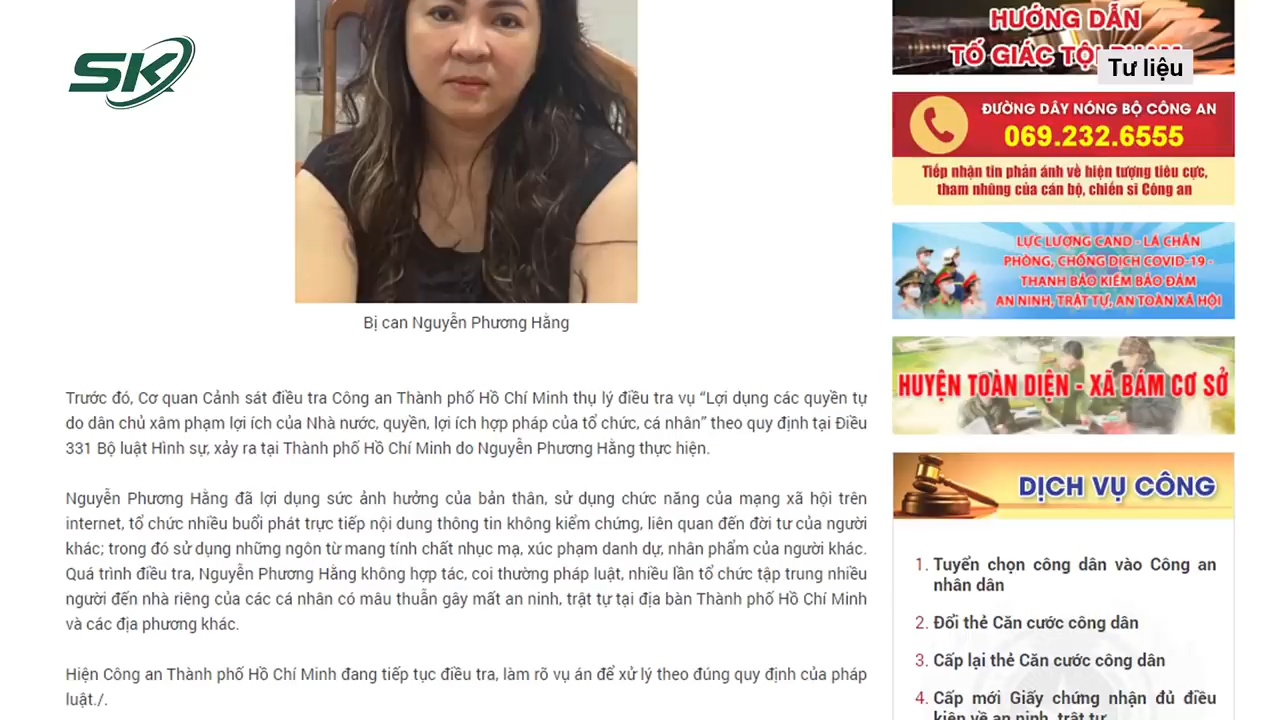 SK
HƯỚNG DẪN
TỐ GIÁC TỘI PHẠM
Tư liệu
ĐƯỜNG DÂY NÓNG BỘ CÔNG AN
069.232.6555
Tiếp nhận tin phản ánh về hiện tượng tiêu cực,
tham nhũng của cán bộ, chiến sĩ Công an
LỰC LƯỢNG CAND - LÁ CHẮN
PHÒNG, CHỐNG DỊCH COVID-19 -
THANH BẢO KIẾM BẢO ĐẢM
AN NINH, TRẬT TỰ, AN TOÀN XÃ HỘI
HUYỆN TOÀN DIỆN - XÃ BÁM CƠ SỞ
DỊCH VỤ CÔNG
1. Tuyển chọn công dân vào Công an
nhân dân
2. Đổi thẻ Căn cước công dân
3. Cấp lại thẻ Căn cước công dân
4. Cấp mới Giấy chứng nhận đủ điều
kiện về an ninh, trật tự
Bị can Nguyễn Phương Hằng
Trước đó, Cơ quan Cảnh sát điều tra Công an Thành phố Hồ Chí Minh thụ lý điều tra vụ “Lợi dụng các quyền tự
do dân chủ xâm phạm lợi ích của Nhà nước, quyền, lợi ích hợp pháp của tổ chức, cá nhân” theo quy định tại Điều
331 Bộ luật Hình sự, xảy ra tại Thành phố Hồ Chí Minh do Nguyễn Phương Hằng thực hiện.
Nguyễn Phương Hằng đã lợi dụng sức ảnh hưởng của bản thân, sử dụng chức năng của mạng xã hội trên
internet, tổ chức nhiều buổi phát trực tiếp nội dung thông tin không kiểm chứng, liên quan đến đời tư của người
khác; trong đó sử dụng những ngôn từ mang tính chất nhục mạ, xúc phạm danh dự, nhân phẩm của người khác.
Quá trình điều tra, Nguyễn Phương Hằng không hợp tác, coi thường pháp luật, nhiều lần tổ chức tập trung nhiều
người đến nhà riêng của các cá nhân có mâu thuẫn gây mất an ninh, trật tự tại địa bàn Thành phố Hồ Chí Minh
và các địa phương khác.
Hiện Công an Thành phố Hồ Chí Minh đang tiếp tục điều tra, làm rõ vụ án để xử lý theo đúng quy định của pháp
luật./.